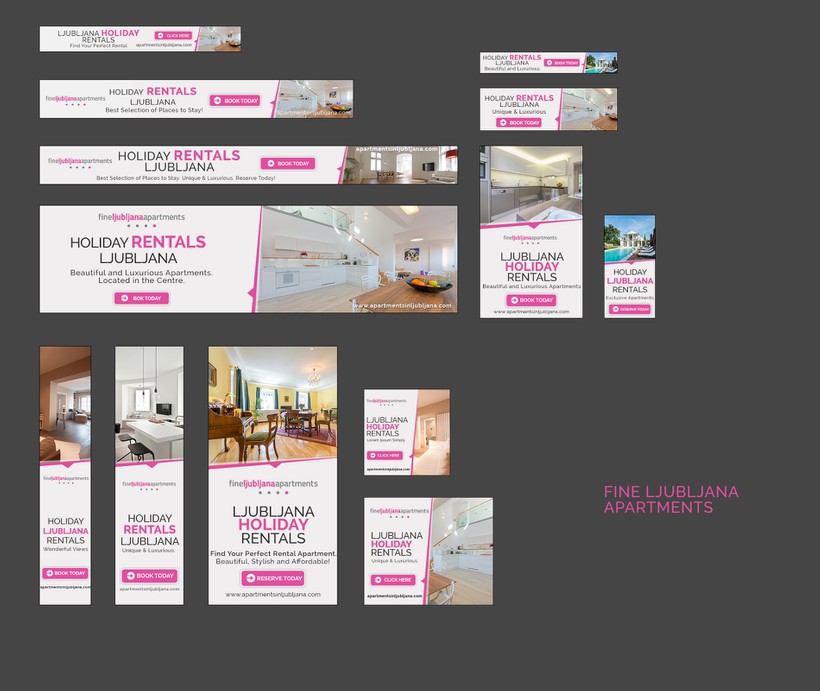 LJUBLJANA HOLIDAY
RENTALS
Find Your Perfect Rental
CLICK HERE
apartmentsinljubljana.com
HOLIDAY RENTALS
LJUBLJANA
Beautiful and Luxurious
BOOK TODAY
fineljubljanaapartments
HOLIDAY RENTALS
LJUBLJANA
Best Selection of Places to Stay!
BOOK TODAY
apartmentsinljubljana.com
HOLIDAY RENTALS
LJUBLJANA
Unique & Luxurious
BOOK TODAY
fineljubljanaapartments
HOLIDAY RENTALS
LJUBLJANA
Best Selection of Places to Stay. Unique & Luxurious. Reserve Today!
BOOK TODAY
apartmentsinljubljana.com
fineljubljanaapartments
HOLIDAY RENTALS
LJUBLJANA
Beautiful and Luxurious Apartments.
Located in the Centre.
BOK TODAY
www.apartmentsinljubljana.com
fineljubljanaapartments
LJUBLJANA
HOLIDAY
RENTALS
Beautiful and Luxurious Apartments
BOOK TODAY
www.apartmentsinljubljana.com
HOLIDAY
LJUBLJANA
RENTALS
Exclusive Apartments
RESERVE TODAY
fineljubljanaapartments
HOLIDAY
LJUBLJANA
RENTALS
Wonderful Views
BOOK TODAY
apartmentsinljubljana.com
fineljubljanaapartments
HOLIDAY
RENTALS
LJUBLJANA
Unique & Luxurious.
BOOK TODAY
apartmentsinljubljana.com
fineljubljanaapartments
LJUBLJANA
HOLIDAY
RENTALS
Find Your Perfect Rental Apartment.
Beautiful, Stylish and Affordable!
RESERVE TODAY
www.apartmentsinljubljana.com
fineljubljanaapartments
LJUBLJANA
HOLIDAY
RENTALS
Lorem Ipsum Simply
CLICK HERE
apartmentsinljubljana.com
fineljubljanaapartments
LJUBLJANA
HOLIDAY
RENTALS
Unique & Luxurious
CLICK HERE
apartmentsinljubljana.com
FINE LJUBLJANA
APARTMENTS